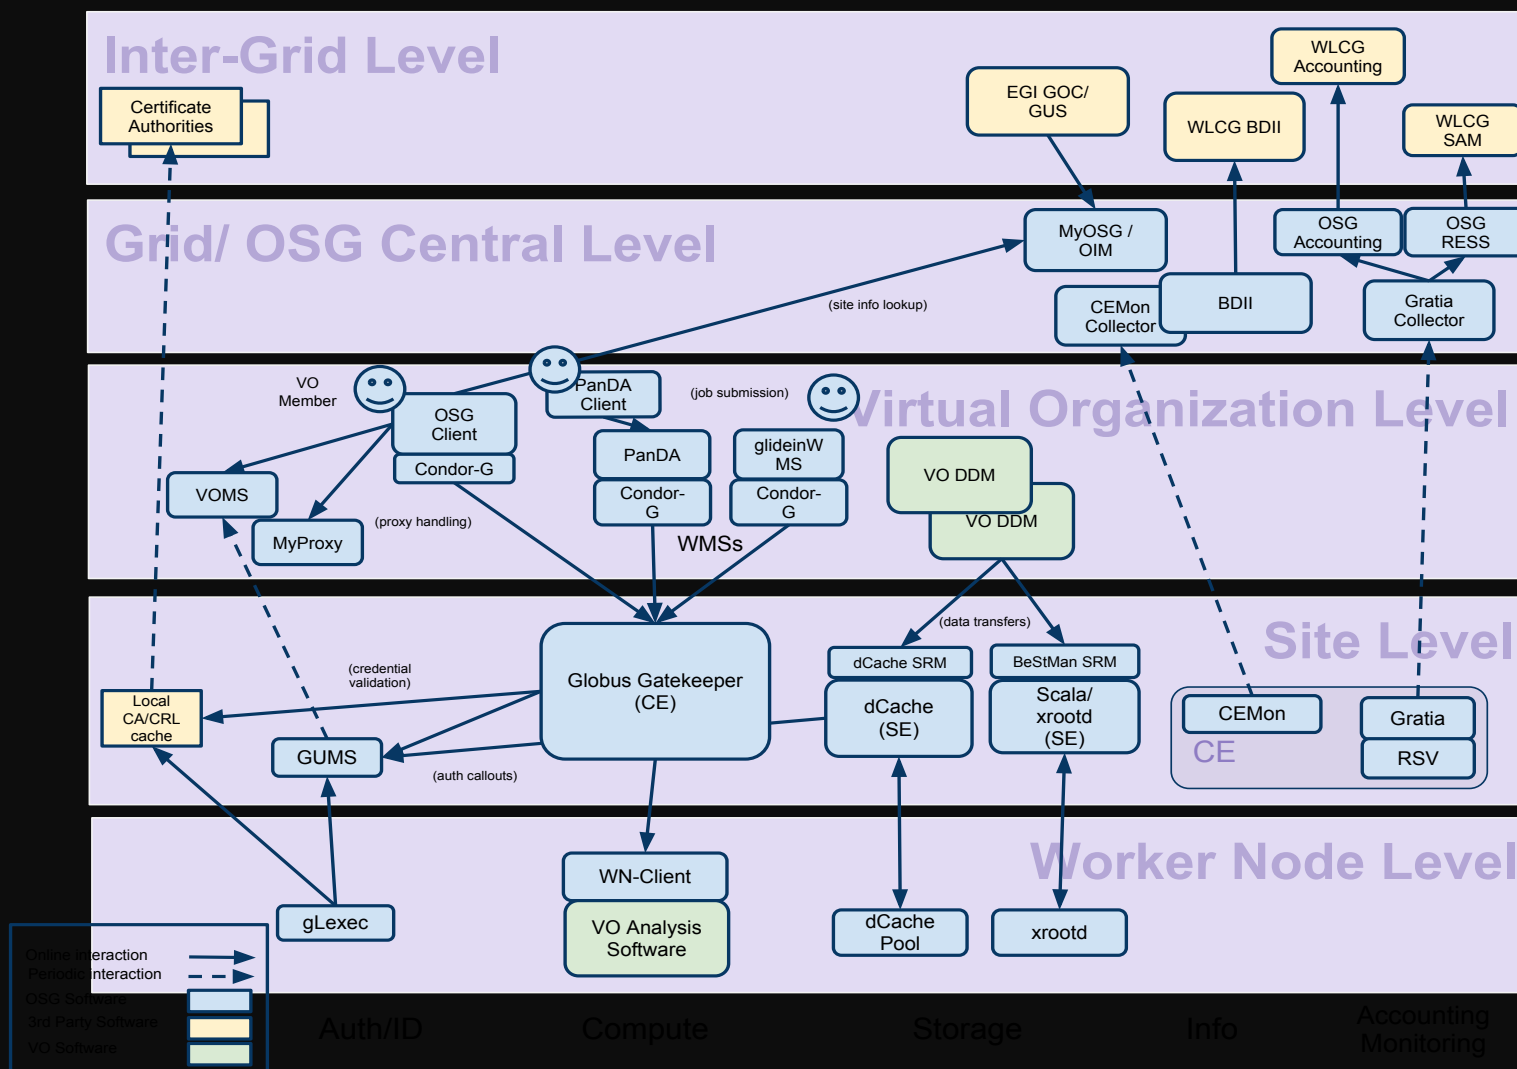 Inter-Grid Level
Certificate
Authorities
EGI GOC/
GUS
WLCG BDII
WLCG
Accounting
WLCG
SAM
Grid/ OSG Central Level
MyOSG /
OIM
OSG
Accounting
OSG
RESS
(site info lookup)
CEMon
Collector
BDII
Gratia
Collector
Virtual Organization Level
VO
Member
OSG
Client
Condor-G
PanDA
Client
(job submission)
PanDA
Condor-
G
glideinW
MS
Condor-
G
WMSs
VO DDM
VO DDM
VOMS
MyProxy
(proxy handling)
Site Level
(credential
validation)
Globus Gatekeeper
(CE)
(data transfers)
dCache SRM
dCache
(SE)
BeStMan SRM
Scala/
xrootd
(SE)
CEMon
CE
Gratia
RSV
Local
CA/CRL
cache
GUMS
(auth callouts)
Worker Node Level
gLexec
WN-Client
VO Analysis
Software
dCache
Pool
xrootd
Online interaction
Periodic interaction
OSG Software
3rd Party Software
VO Software
Auth/ID
Compute
Storage
Info
Accounting
Monitoring